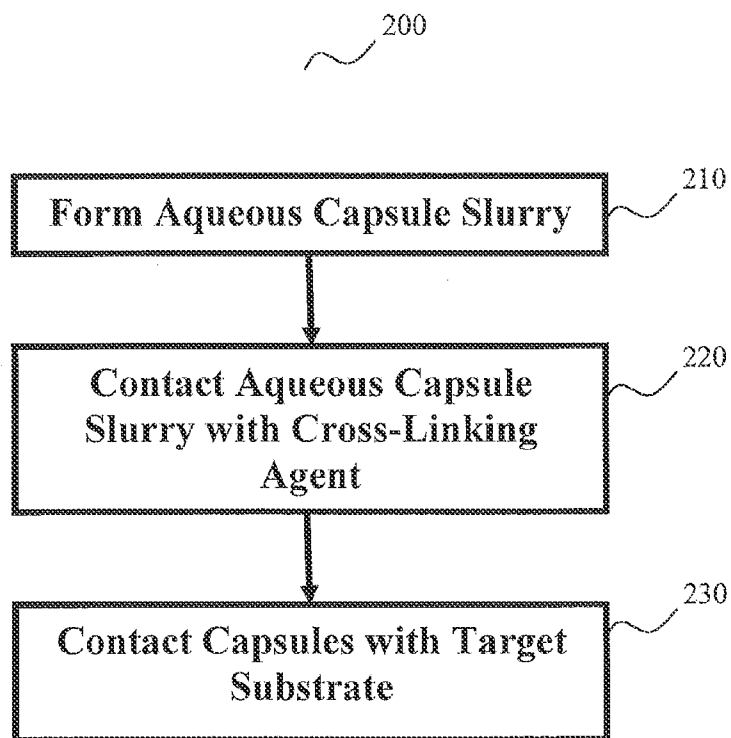 200
210
Form Aqueous Capsule Slurry
220
Contact Aqueous Capsule
Slurry with Cross-Linking
Agent
230
Contact Capsules with Target
Substrate